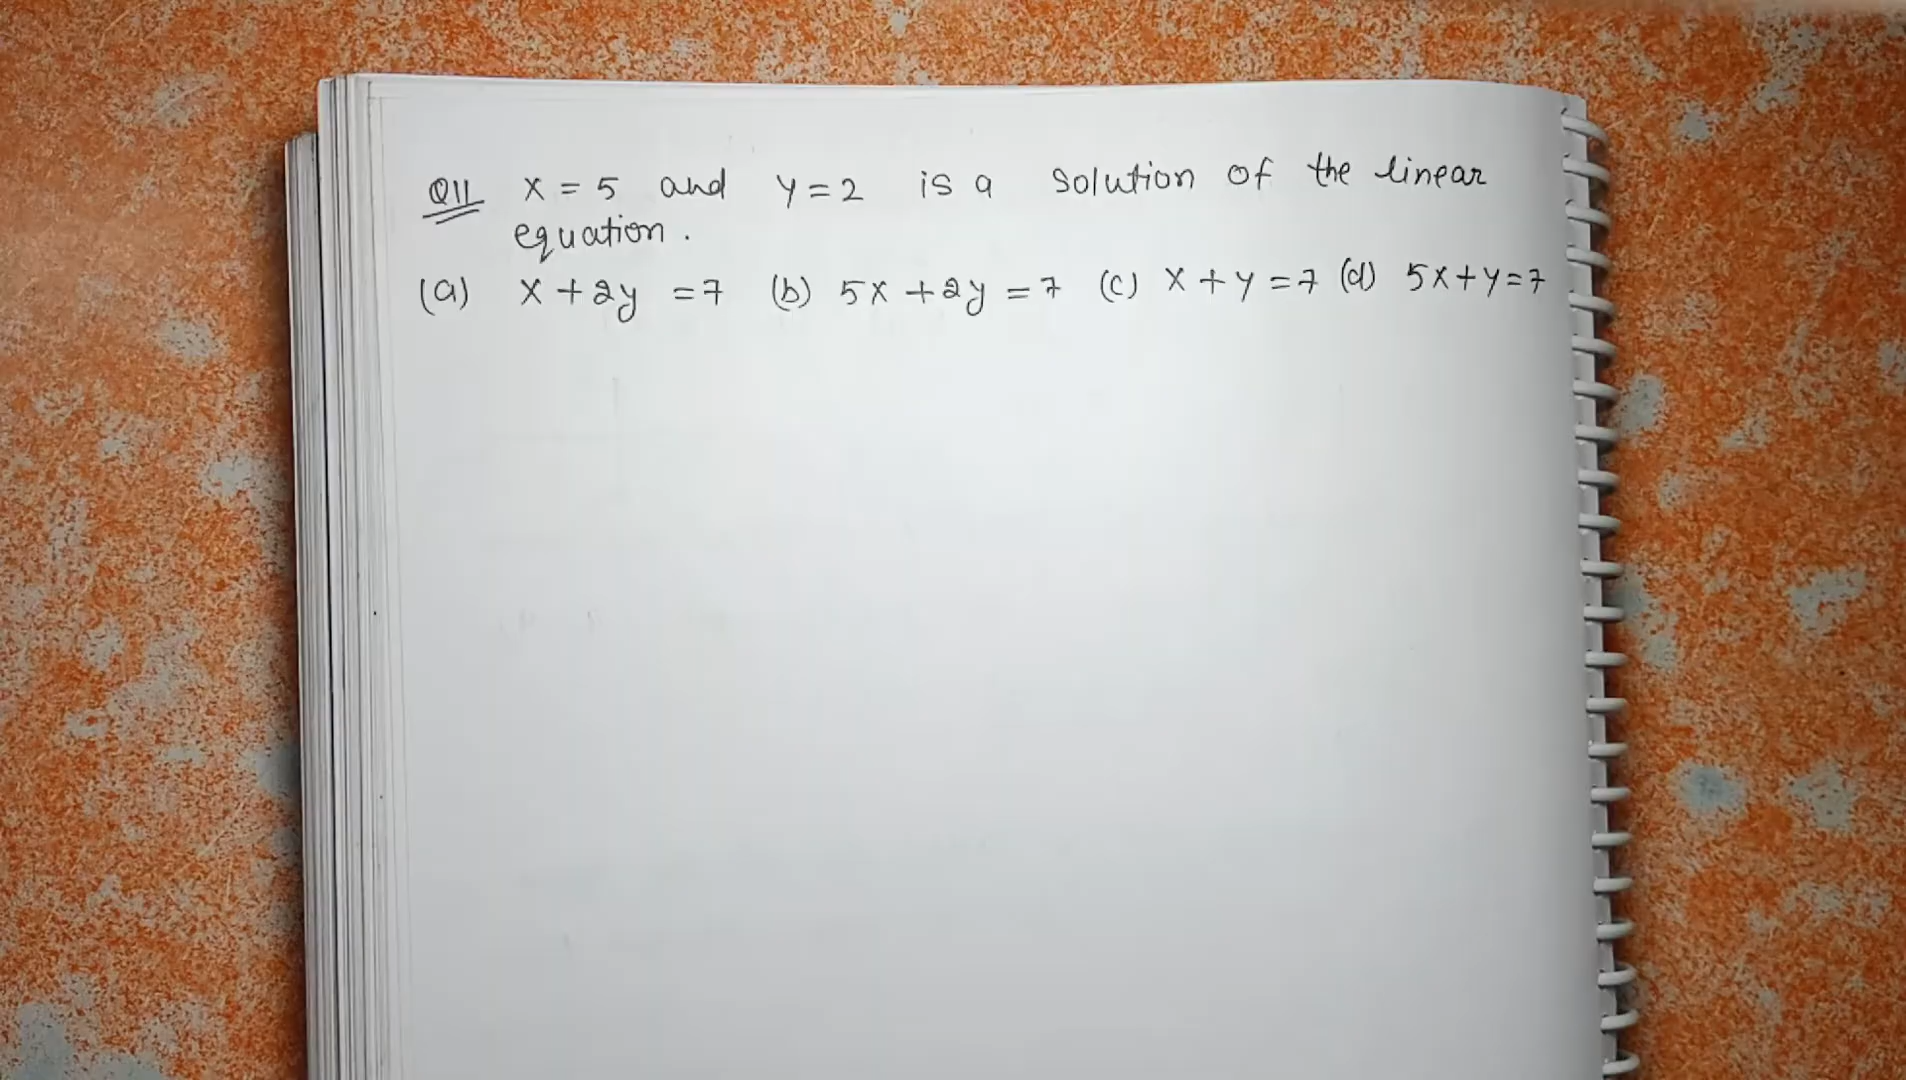 Q11 x = 5 and y = 2 is a solution of the linear
equation.
(a) x + 2y = 7 (b) 5x + 2y = 7 (c) x + y = 7 (d) 5x + y = 7